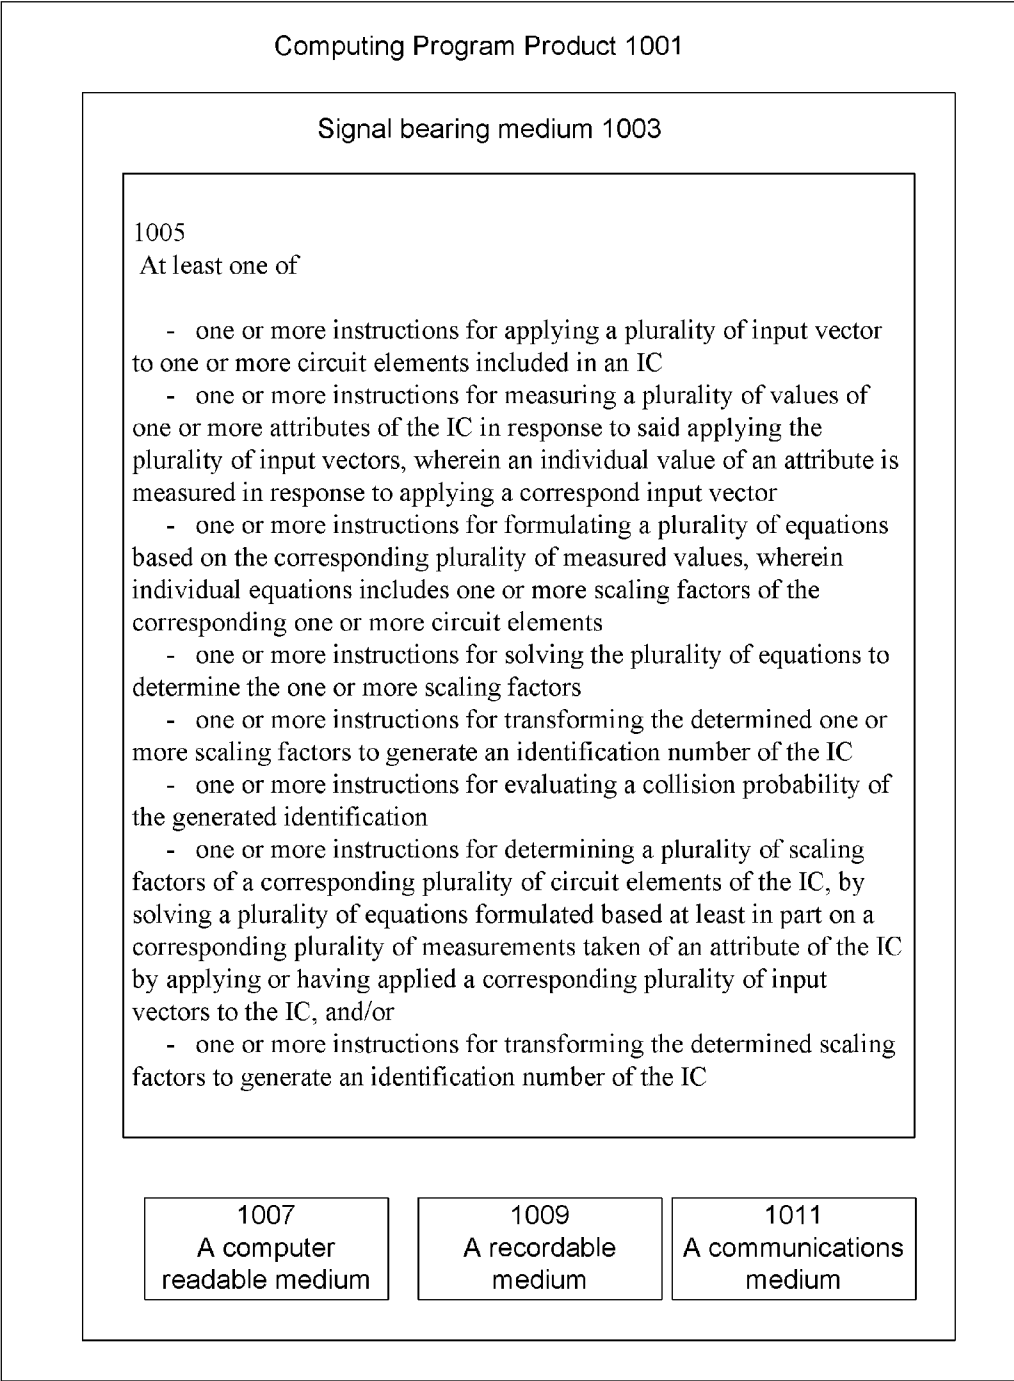 Computing Program Product 1001
Signal bearing medium 1003
1005
At least one of
- one or more instructions for applying a plurality of input vector
to one or more circuit elements included in an IC
- one or more instructions for measuring a plurality of values of
one or more attributes of the IC in response to said applying the
plurality of input vectors, wherein an individual value of an attribute is
measured in response to applying a correspond input vector
- one or more instructions for formulating a plurality of equations
based on the corresponding plurality of measured values, wherein
individual equations includes one or more scaling factors of the
corresponding one or more circuit elements
- one or more instructions for solving the plurality of equations to
determine the one or more scaling factors
- one or more instructions for transforming the determined one or
more scaling factors to generate an identification number of the IC
- one or more instructions for evaluating a collision probability of
the generated identification
- one or more instructions for determining a plurality of scaling
factors of a corresponding plurality of circuit elements of the IC, by
solving a plurality of equations formulated based at least in part on a
corresponding plurality of measurements taken of an attribute of the IC
by applying or having applied a corresponding plurality of input
vectors to the IC, and/or
- one or more instructions for transforming the determined scaling
factors to generate an identification number of the IC
1007
A computer
readable medium
1009
A recordable
medium
1011
A communications
medium